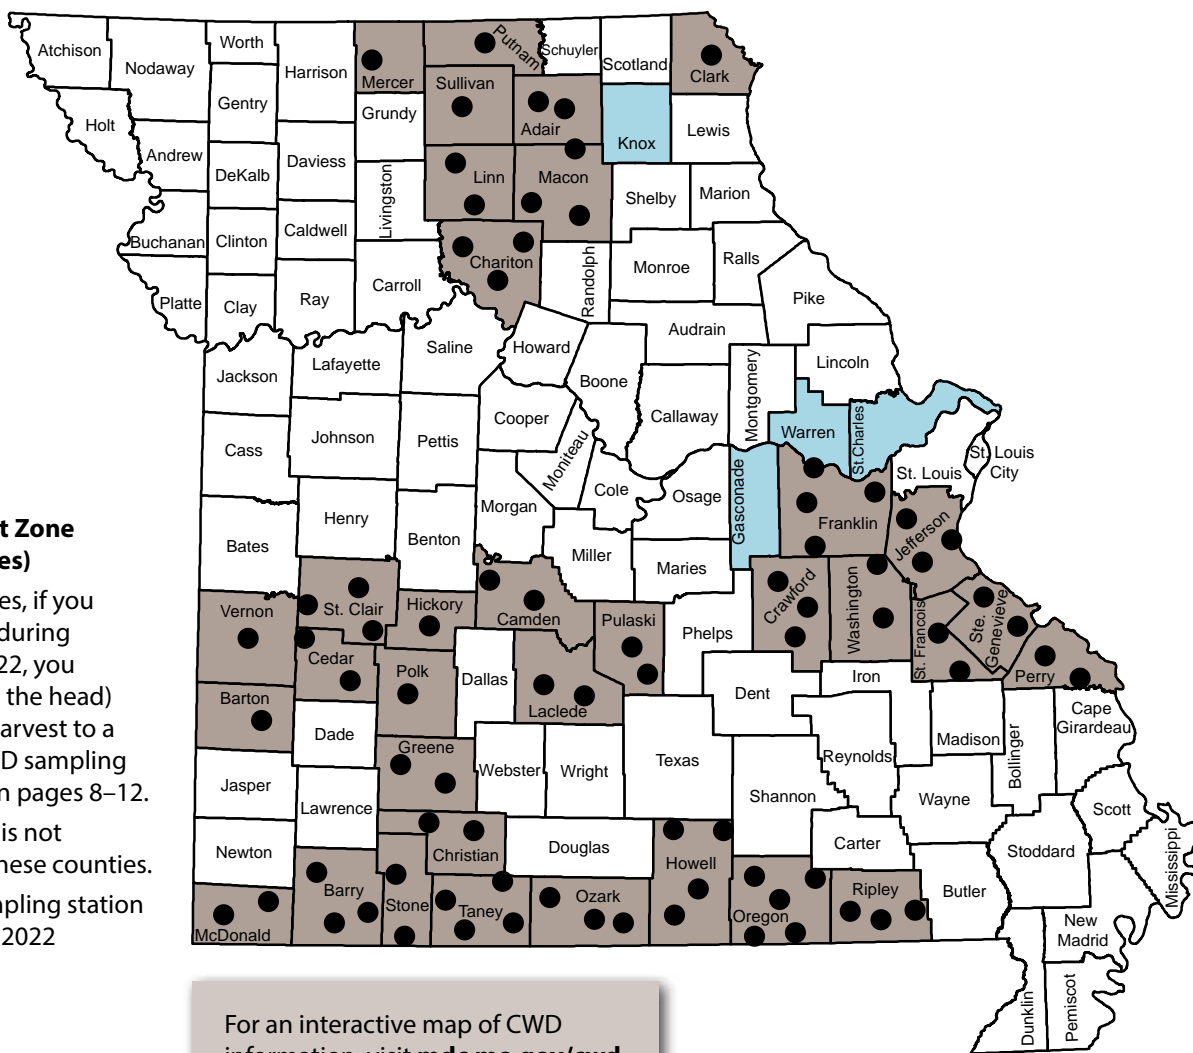 Atchison
Nodaway
Worth
Harrison
Mercer
Putnam
Schuyler
Scotland
Clark
Sullivan
Gentry
Grundy
Adair
Knox
Lewis
Holt
Andrew
DeKalb
Daviess
Livingston
Linn
Macon
Shelby
Marion
Buchanan
Clinton
Caldwell
Chariton
Randolph
Monroe
Ralls
Platte
Clay
Ray
Carroll
Pike
Audrain
Saline
Howard
Lafayette
Jackson
Boone
Montgomery
Lincoln
Callaway
Cooper
Johnson
Pettis
Moniteau
Warren
St.Charles
Cass
St. Louis
St. Louis
City
Cole
Osage
Gasconade
Morgan
Franklin
Henry
Benton
Jefferson
Bates
Miller
Maries
Crawford
Washington
St. Francois
Ste.
Genevieve
Vernon
St. Clair
Hickory
Camden
Pulaski
Phelps
Cedar
Polk
Dallas
Iron
Perry
Barton
Laclede
Dent
Dade
Cape
Girardeau
Greene
Madison
Bollinger
Reynolds
Texas
Webster
Wright
Jasper
Shannon
Wayne
Scott
Lawrence
Mississippi
Christian
Douglas
Carter
Stoddard
Newton
Howell
Barry
Stone
Taney
Ozark
Oregon
Ripley
Butler
McDonald
New
Madrid
Dunklin
Pemiscot
t Zone
es)
es, if you
during
22, you
the head)
arvest to a
D sampling
n pages 8–12.
is not
hese counties.
mpling station
2022
For an interactive map of CWD
information, visit mdc.mo.gov/cwd